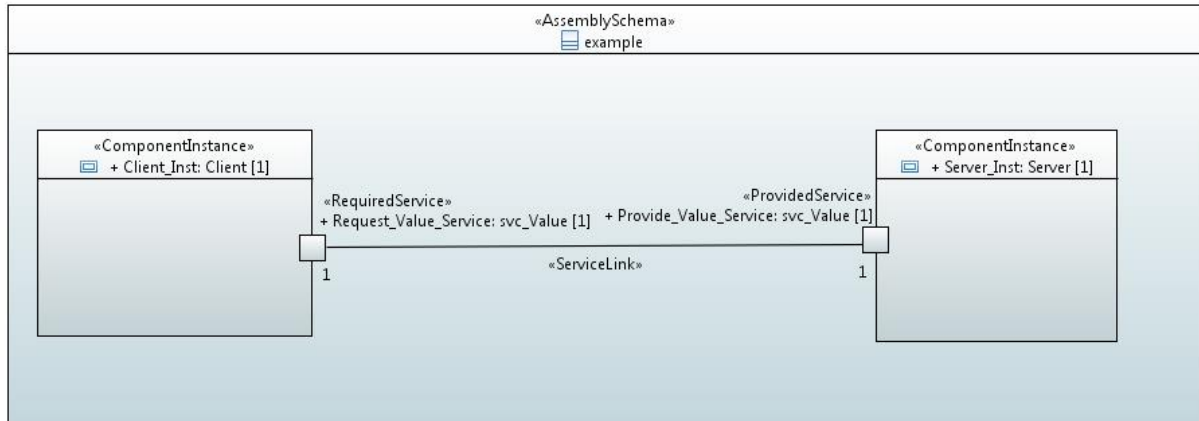 «AssemblySchema»
example
«ComponentInstance»
+ Client_Inst: Client [1]
«ComponentInstance»
+ Server_Inst: Server [1]
«RequiredService»
+ Request_Value_Service: svc_Value [1]
«ProvidedService»
+ Provide_Value_Service: svc_Value [1]
«ServiceLink»
1
1